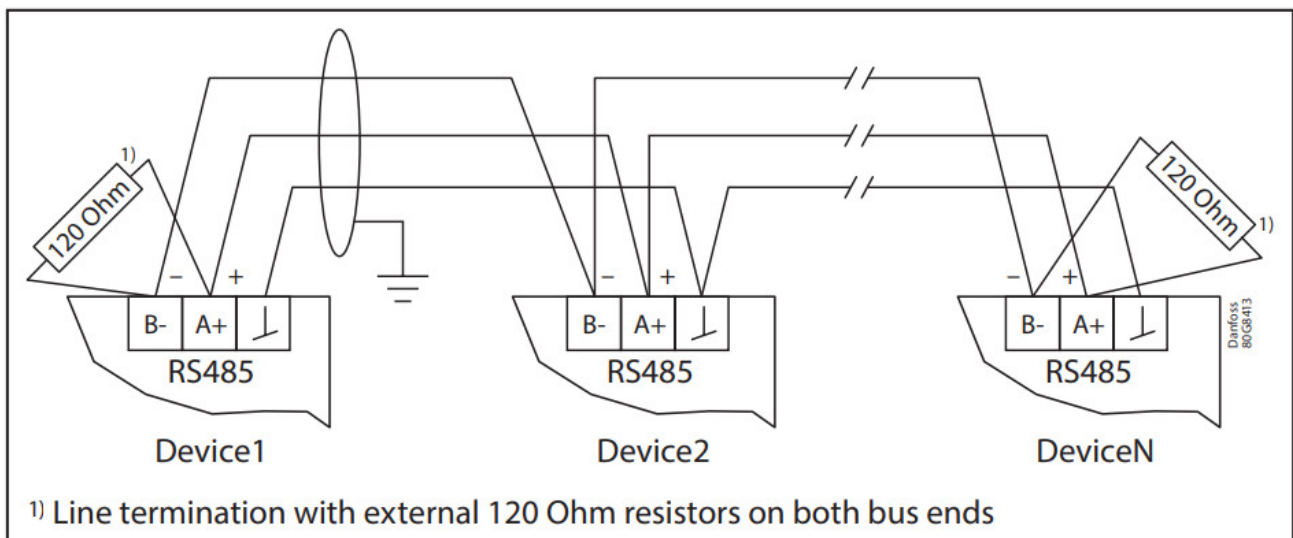 1)
120 Ohm
120 Ohm
1)
– +
– +
– +
B- A+
B- A+
B- A+
RS485
RS485
RS485
Danfoss
80G8413
Device1
Device2
DeviceN
1) Line termination with external 120 Ohm resistors on both bus ends